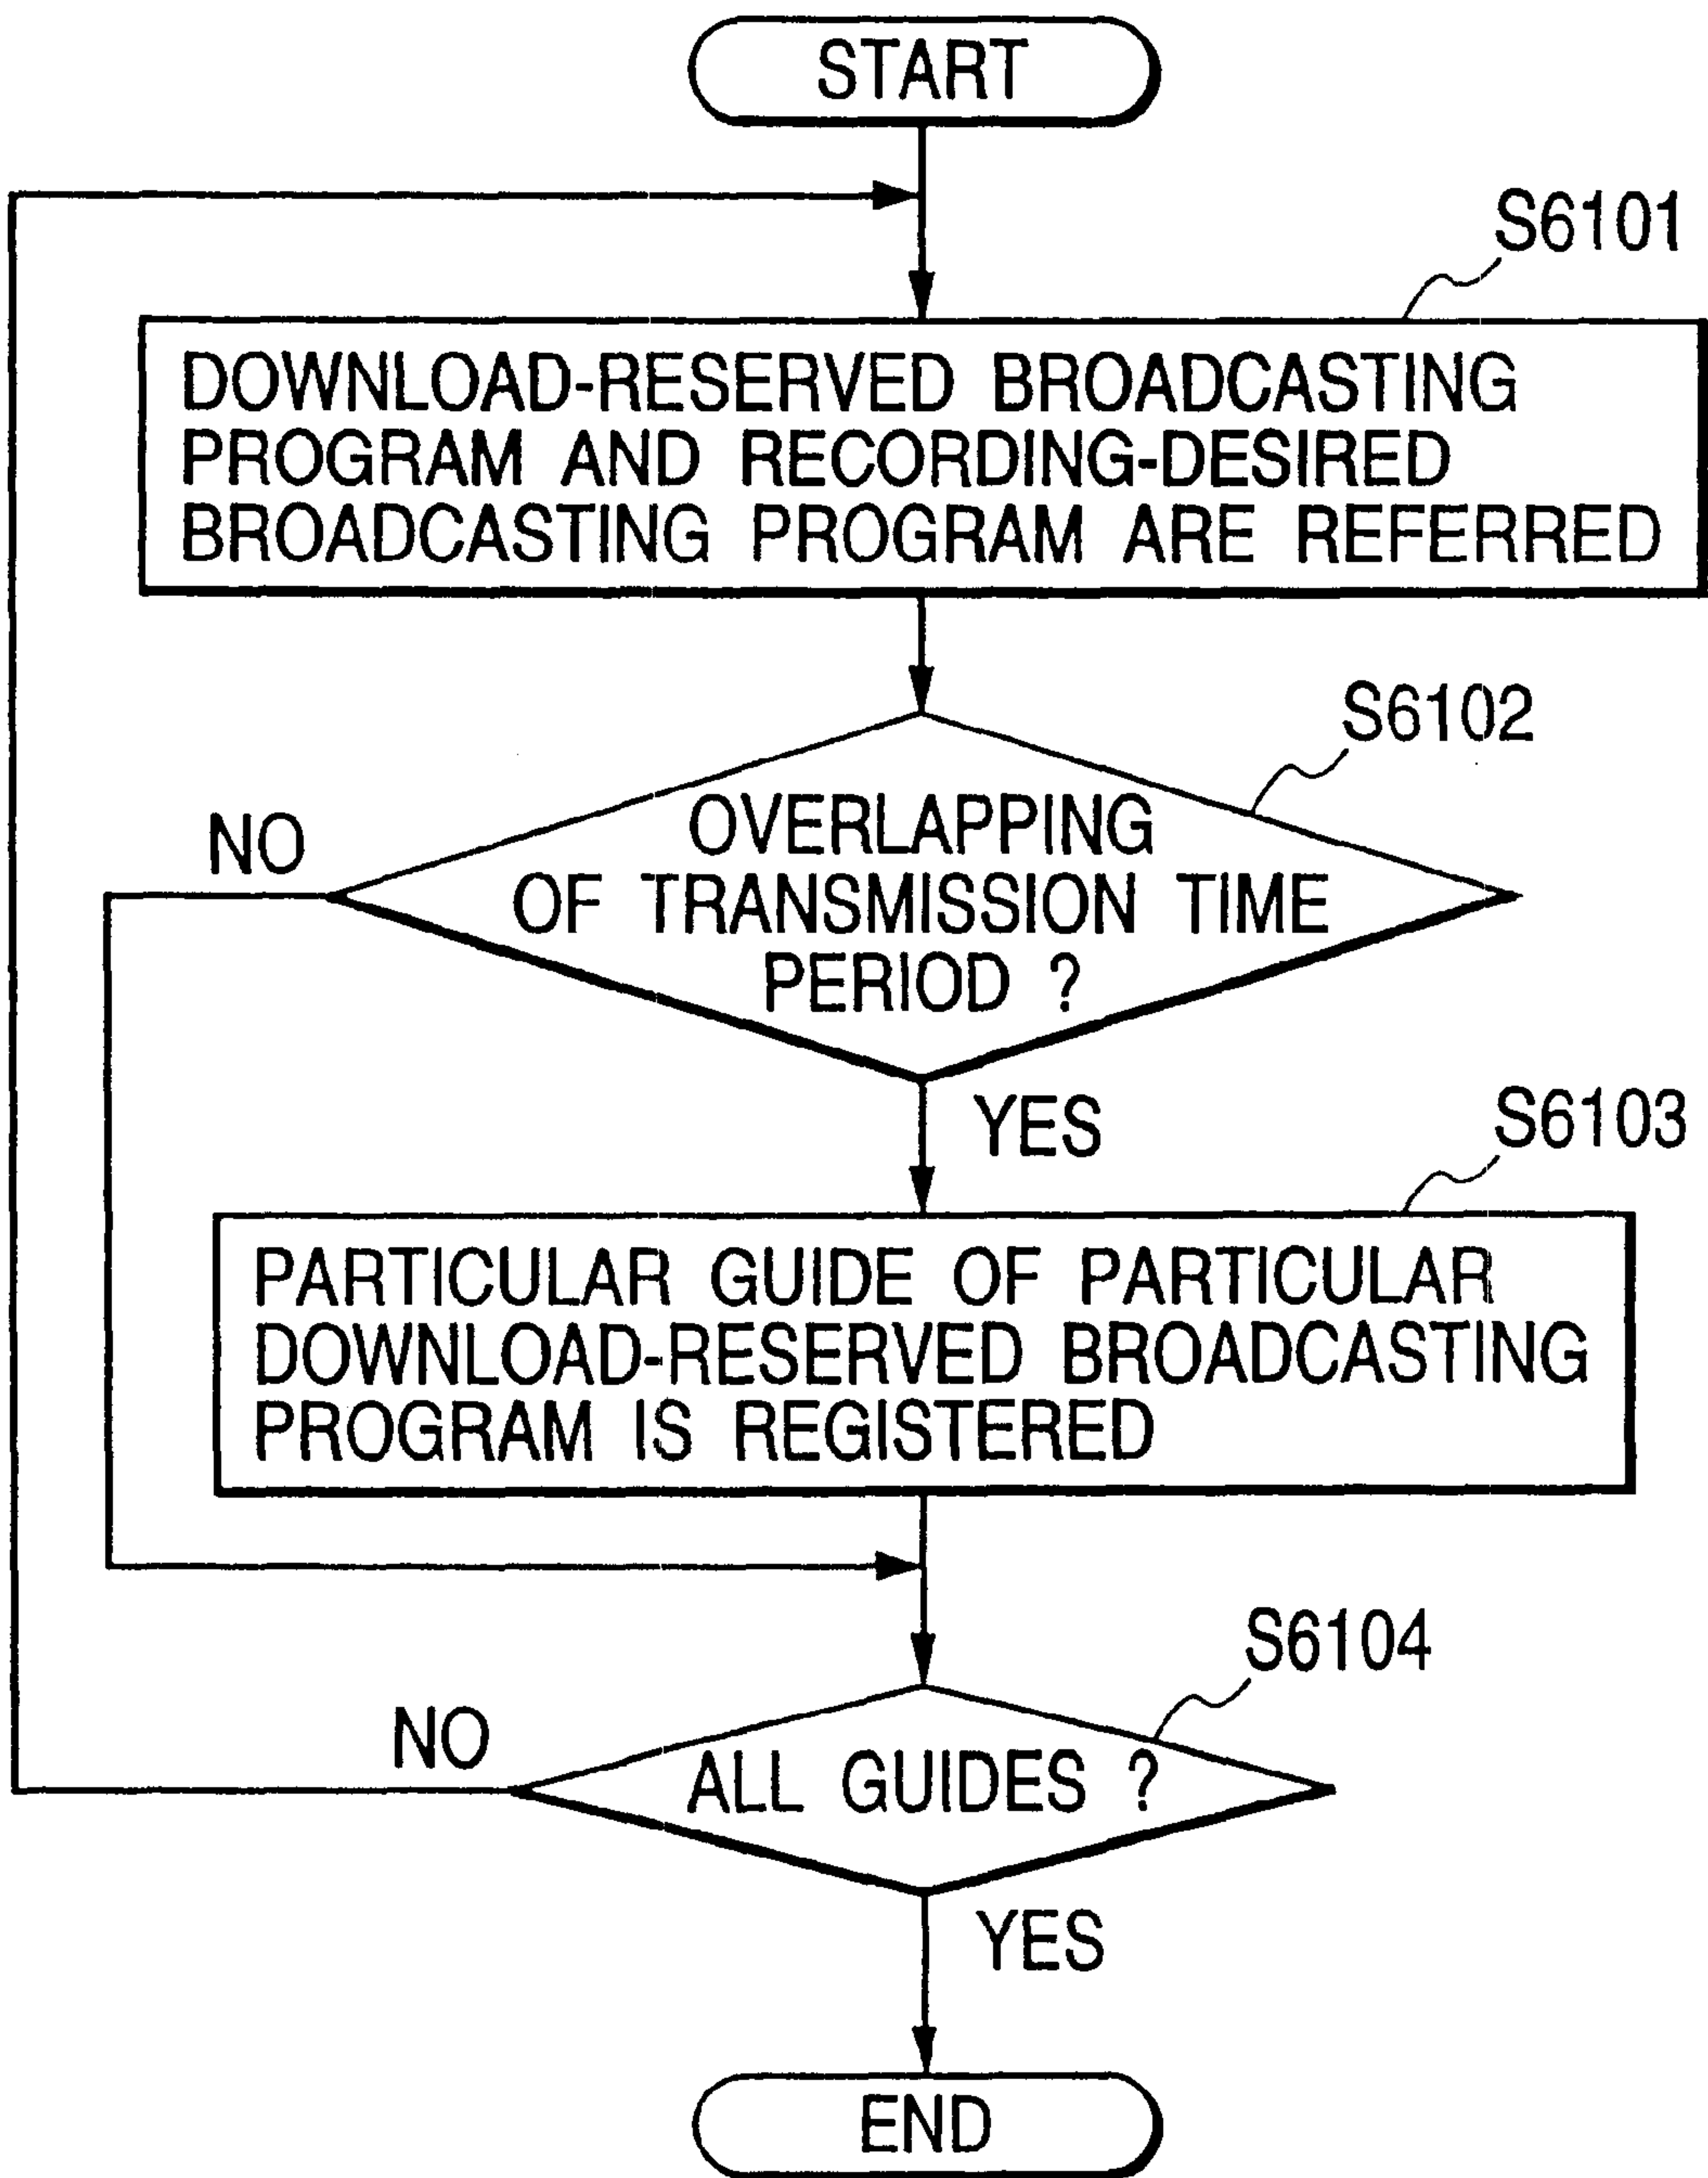 START
S6101
DOWNLOAD-RESERVED BROADCASTING
PROGRAM AND RECORDING-DESIRED
BROADCASTING PROGRAM ARE REFERRED
S6102
OVERLAPPING
OF TRANSMISSION TIME
PERIOD ?
NO
YES
S6103
PARTICULAR GUIDE OF PARTICULAR
DOWNLOAD-RESERVED BROADCASTING
PROGRAM IS REGISTERED
S6104
NO
ALL GUIDES ?
YES
END